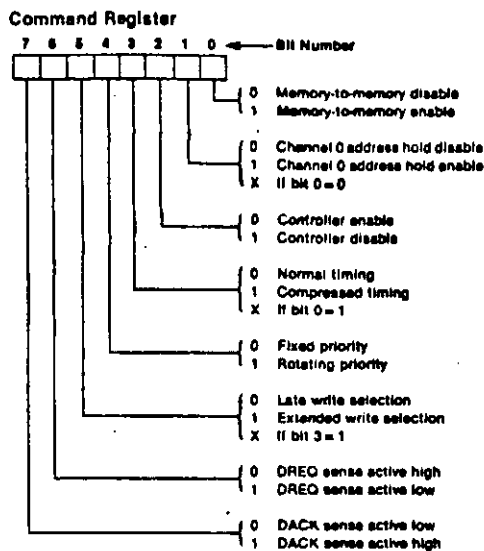 Command Register
7 6 5 4 3 2 1 0 Bit Number
0 Memory-to-memory disable
1 Memory-to-memory enable
0 Channel 0 address hold disable
1 Channel 0 address hold enable
X If bit 0 = 0
0 Controller enable
1 Controller disable
0 Normal timing
1 Compressed timing
X If bit 0 = 1
0 Fixed priority
1 Rotating priority
0 Late write selection
1 Extended write selection
X If bit 3 = 1
0 DREQ sense active high
1 DREQ sense active low
0 DACK sense active low
1 DACK sense active high